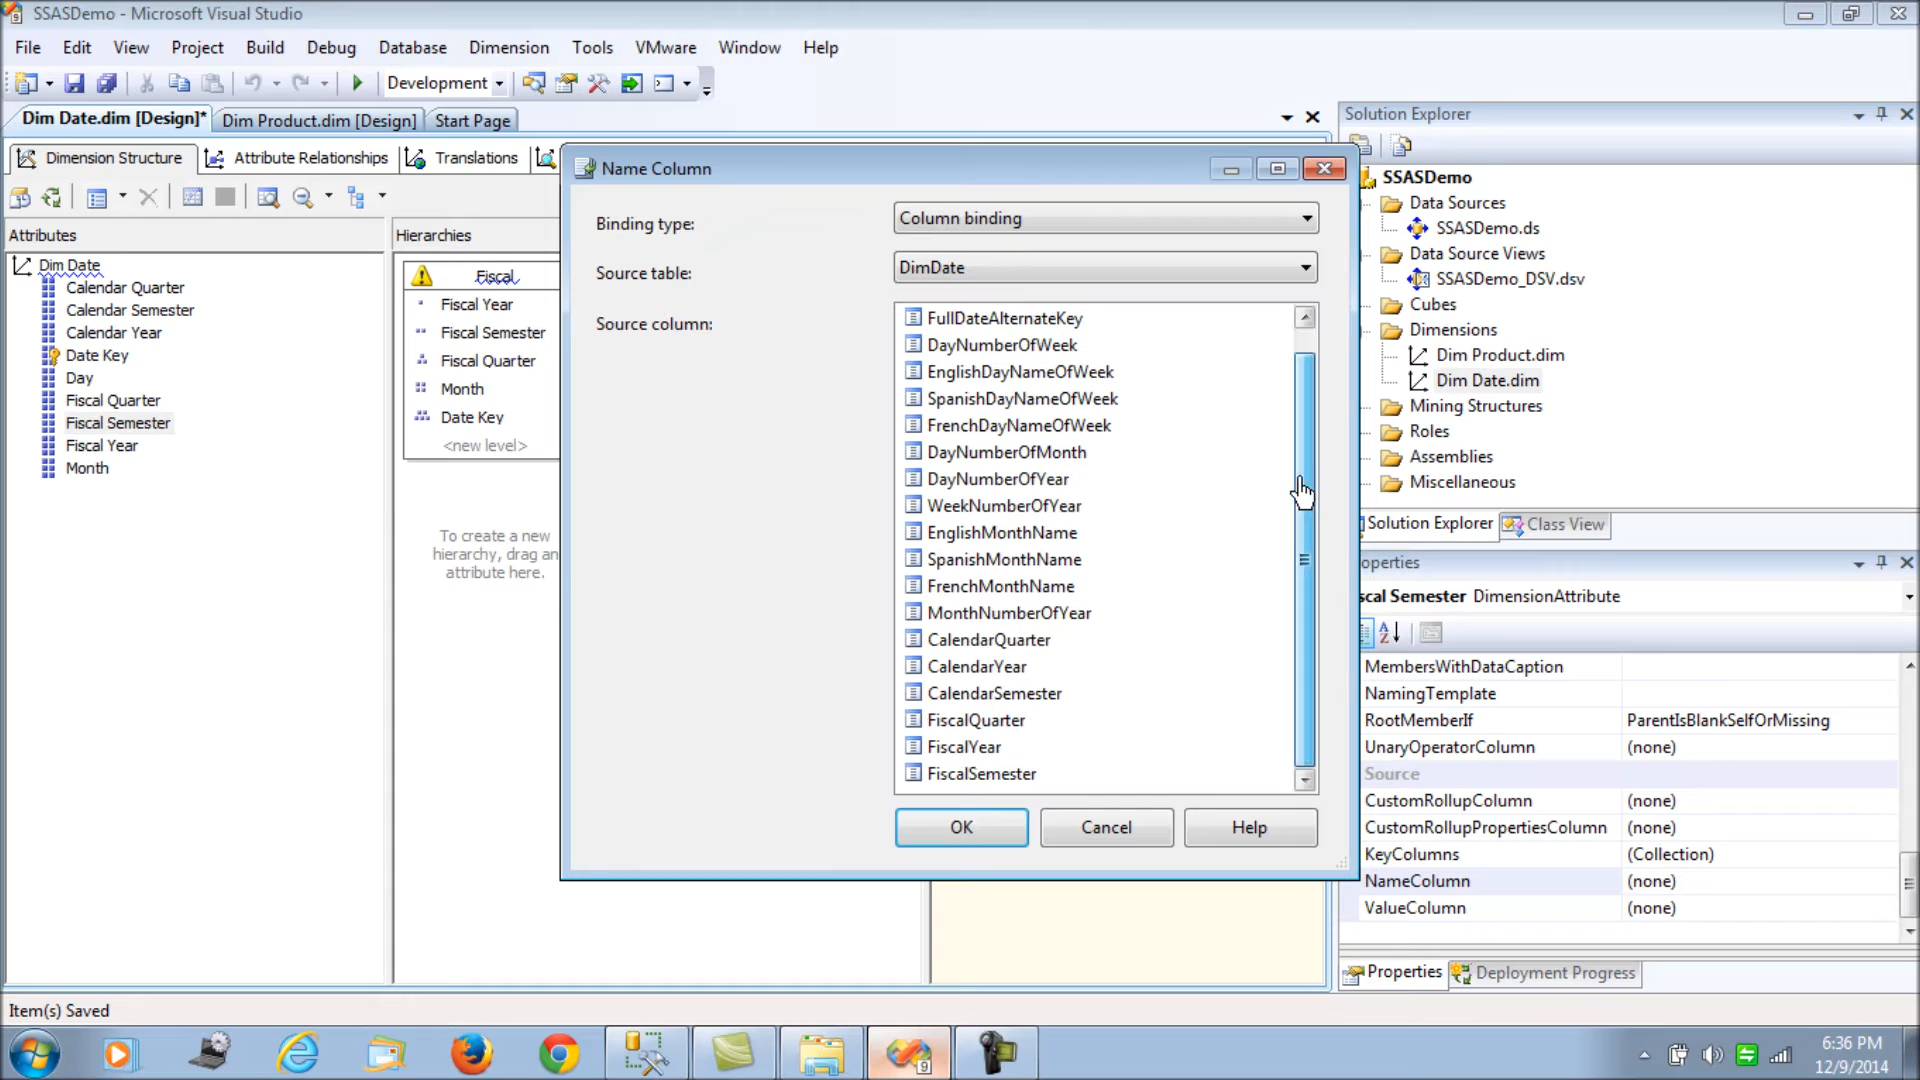 SSASDemo - Microsoft Visual Studio
File Edit View Project Build Debug Database Dimension Tools VMware Window Help
Development
Dim Date.dim [Design]* Dim Product.dim [Design] Start Page
Dimension Structure Attribute Relationships Translations
Attributes
Dim Date
Calendar Quarter
Calendar Semester
Calendar Year
Date Key
Day
Fiscal Quarter
Fiscal Semester
Fiscal Year
Month
Hierarchies
Fiscal
Fiscal Year
Fiscal Semester
Fiscal Quarter
Month
Date Key
<new level>
To create a new
hierarchy, drag an
attribute here.
Name Column
Binding type: Column binding
Source table: DimDate
Source column:
FullDateAlternateKey
DayNumberOfWeek
EnglishDayNameOfWeek
SpanishDayNameOfWeek
FrenchDayNameOfWeek
DayNumberOfMonth
DayNumberOfYear
WeekNumberOfYear
EnglishMonthName
SpanishMonthName
FrenchMonthName
MonthNumberOfYear
CalendarQuarter
CalendarYear
CalendarSemester
FiscalQuarter
FiscalYear
FiscalSemester
OK Cancel Help
Solution Explorer
SSASDemo
Data Sources
SSASDemo.ds
Data Source Views
SSASDemo_DSV.dsv
Cubes
Dimensions
Dim Product.dim
Dim Date.dim
Mining Structures
Roles
Assemblies
Miscellaneous
Solution Explorer Class View
operties
scal Semester DimensionAttribute
MembersWithDataCaption
NamingTemplate
RootMemberIf ParentIsBlankSelfOrMissing
UnaryOperatorColumn (none)
Source
CustomRollupColumn (none)
CustomRollupPropertiesColumn (none)
KeyColumns (Collection)
NameColumn (none)
ValueColumn (none)
Properties Deployment Progress
Item(s) Saved
9
6:36 PM
12/9/2014